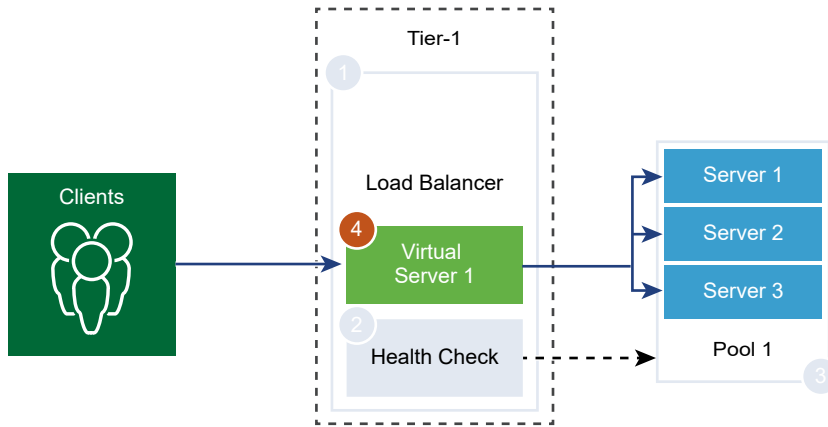 Tier-1
1
Load Balancer
Clients
4
Virtual
Server 1
2
Health Check
Server 1
Server 2
Server 3
Pool 1
3